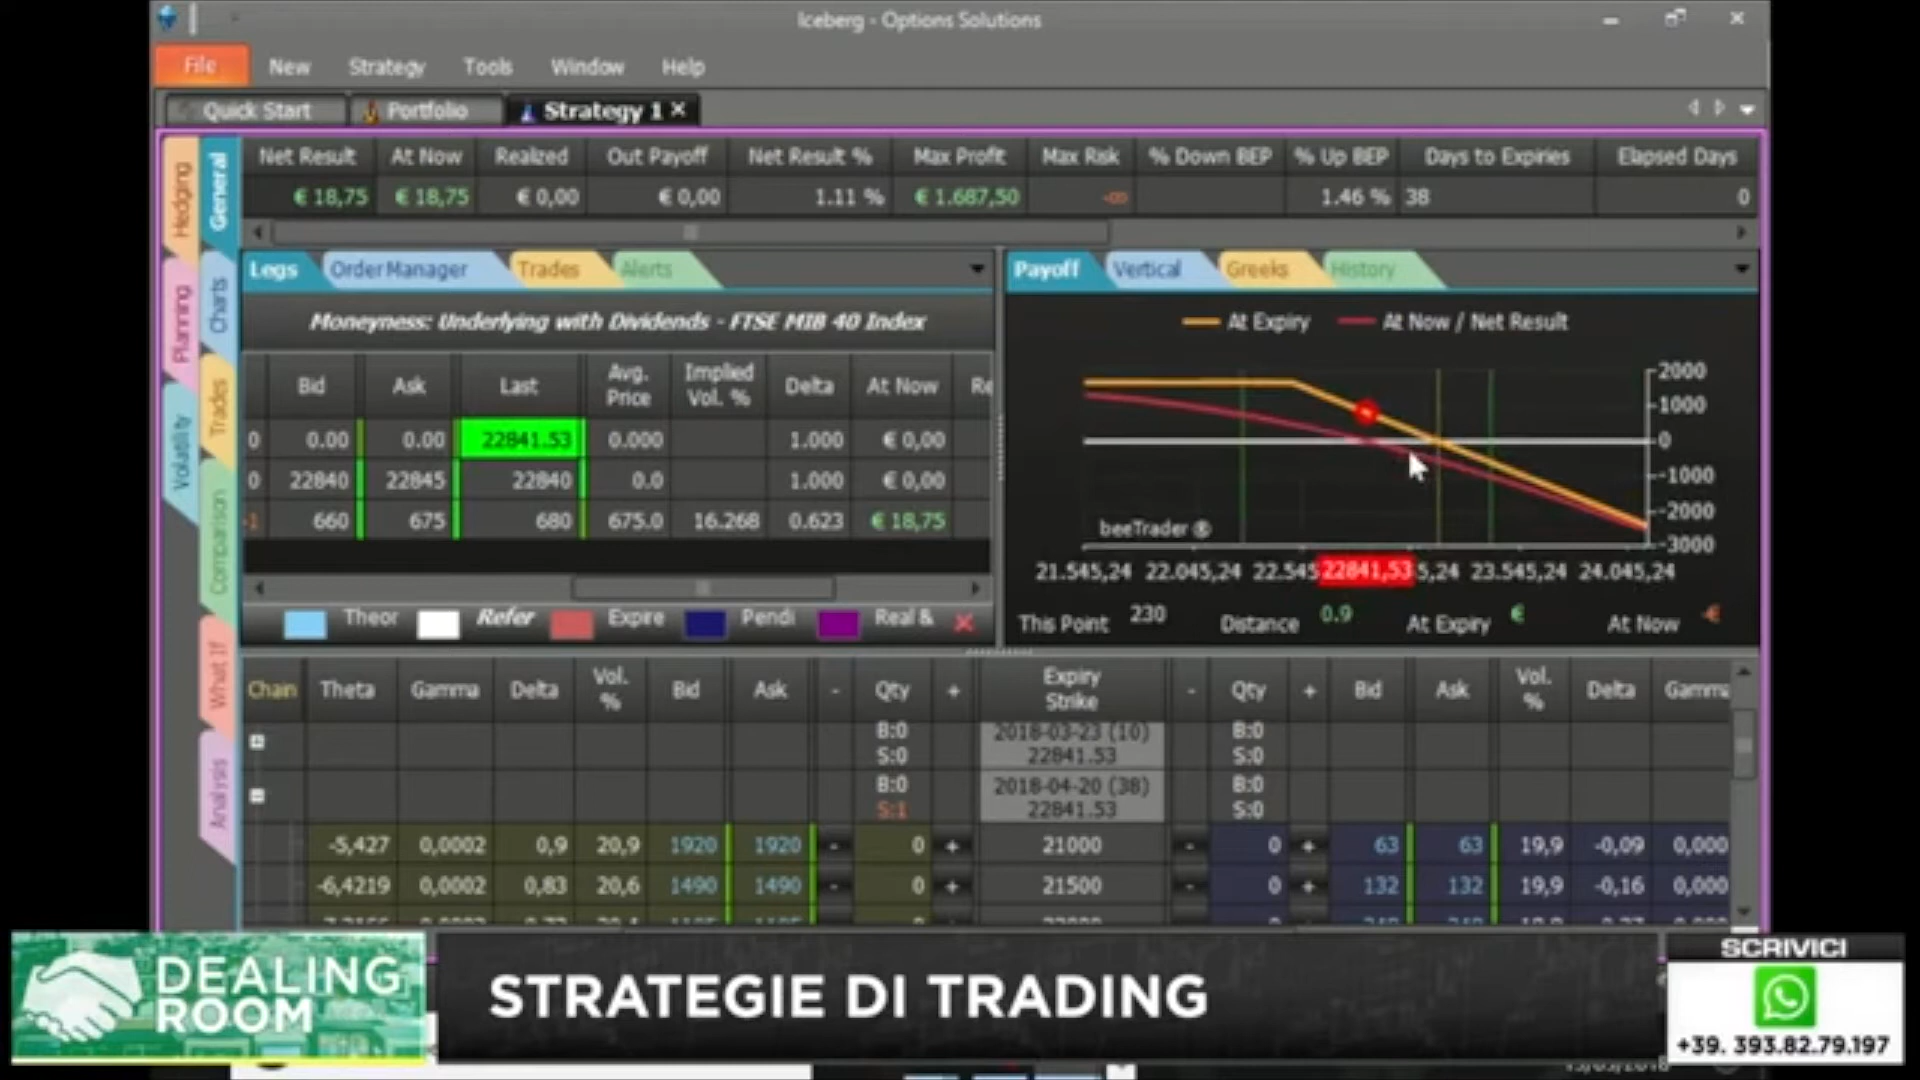 Iceberg - Options Solutions
File New Strategy Tools Window Help
Quick Start Portfolio Strategy 1
Hedging
Planning
Volatility
General
Charts
Trades
Comparison
What If
Analysis
Net Result At Now Realized Out Payoff Net Result % Max Profit Max Risk % Down BEP % Up BEP Days to Expiries Elapsed Days
€ 18,75 € 18,75 € 0,00 € 0,00 1.11 % € 1.687,50 -∞ 1.46 % 38 0
Legs Order Manager Trades Alerts
Moneyness: Underlying with Dividends - FTSE MIB 40 Index
Bid Ask Last Avg. Price Implied Vol. % Delta At Now Re
0 0.00 0.00 22841.53 0.000 1.000 € 0,00
0 22840 22845 22840 0.0 1.000 € 0,00
-1 660 675 680 675.0 16.268 0.623 € 18,75
Theor Refer Expire Pendi Real &
Payoff Vertical Greeks History
At Expiry At Now / Net Result
2000
1000
0
-1000
-2000
-3000
beeTrader ®
21.545,24 22.045,24 22.545 22841,53 5,24 23.545,24 24.045,24
This Point 230 Distance 0.9 At Expiry € At Now -€
Chain Theta Gamma Delta Vol. % Bid Ask - Qty + Expiry Strike - Qty + Bid Ask Vol. % Delta Gamma
B:0 2018-03-23 (10) B:0
S:0 22841.53 S:0
B:0 2018-04-20 (38) B:0
S:1 22841.53 S:0
-5,427 0,0002 0,9 20,9 1920 1920 - 0 + 21000 - 0 + 63 63 19,9 -0,09 0,000
-6,4219 0,0002 0,83 20,6 1490 1490 - 0 + 21500 - 0 + 132 132 19,9 -0,16 0,000
DEALING
ROOM
STRATEGIE DI TRADING
SCRIVICI
+39. 393.82.79.197